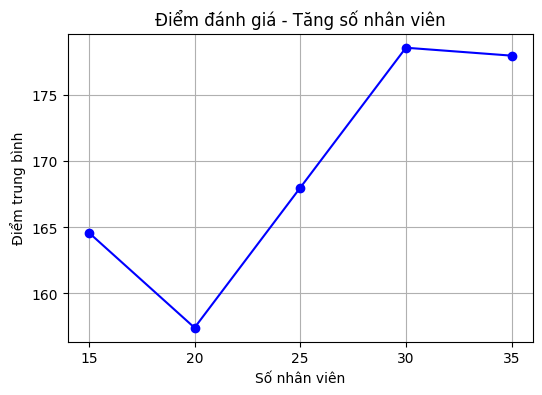 Điểm đánh giá - Tăng số nhân viên
Điểm trung bình
175
170
165
160
15 20 25 30 35
Số nhân viên